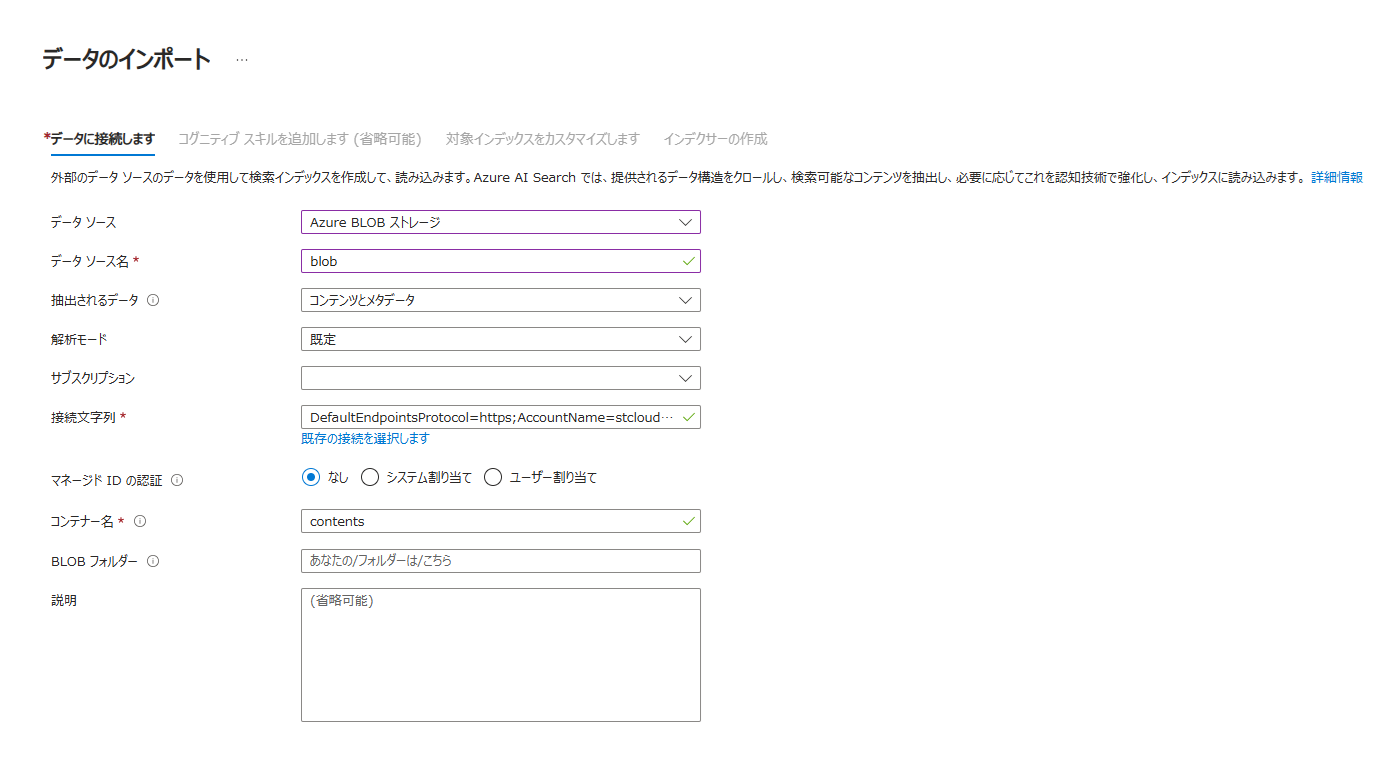 データのインポート ...
*データに接続します コグニティブ スキルを追加します (省略可能) 対象インデックスをカスタマイズします インデクサーの作成
外部のデータ ソースのデータを使用して検索インデックスを作成して、読み込みます。Azure AI Search では、提供されるデータ構造をクロールし、検索可能なコンテンツを抽出し、必要に応じてこれを認知技術で強化し、インデックスに読み込みます。 詳細情報
データ ソース Azure BLOB ストレージ
データ ソース名 * blob
抽出されるデータ コンテンツとメタデータ
解析モード 既定
サブスクリプション
接続文字列 * DefaultEndpointsProtocol=https;AccountName=stcloud...
既存の接続を選択します
マネージド ID の認証 なし システム割り当て ユーザー割り当て
コンテナー名 * contents
BLOB フォルダー あなたの/フォルダーは/こちら
説明 (省略可能)